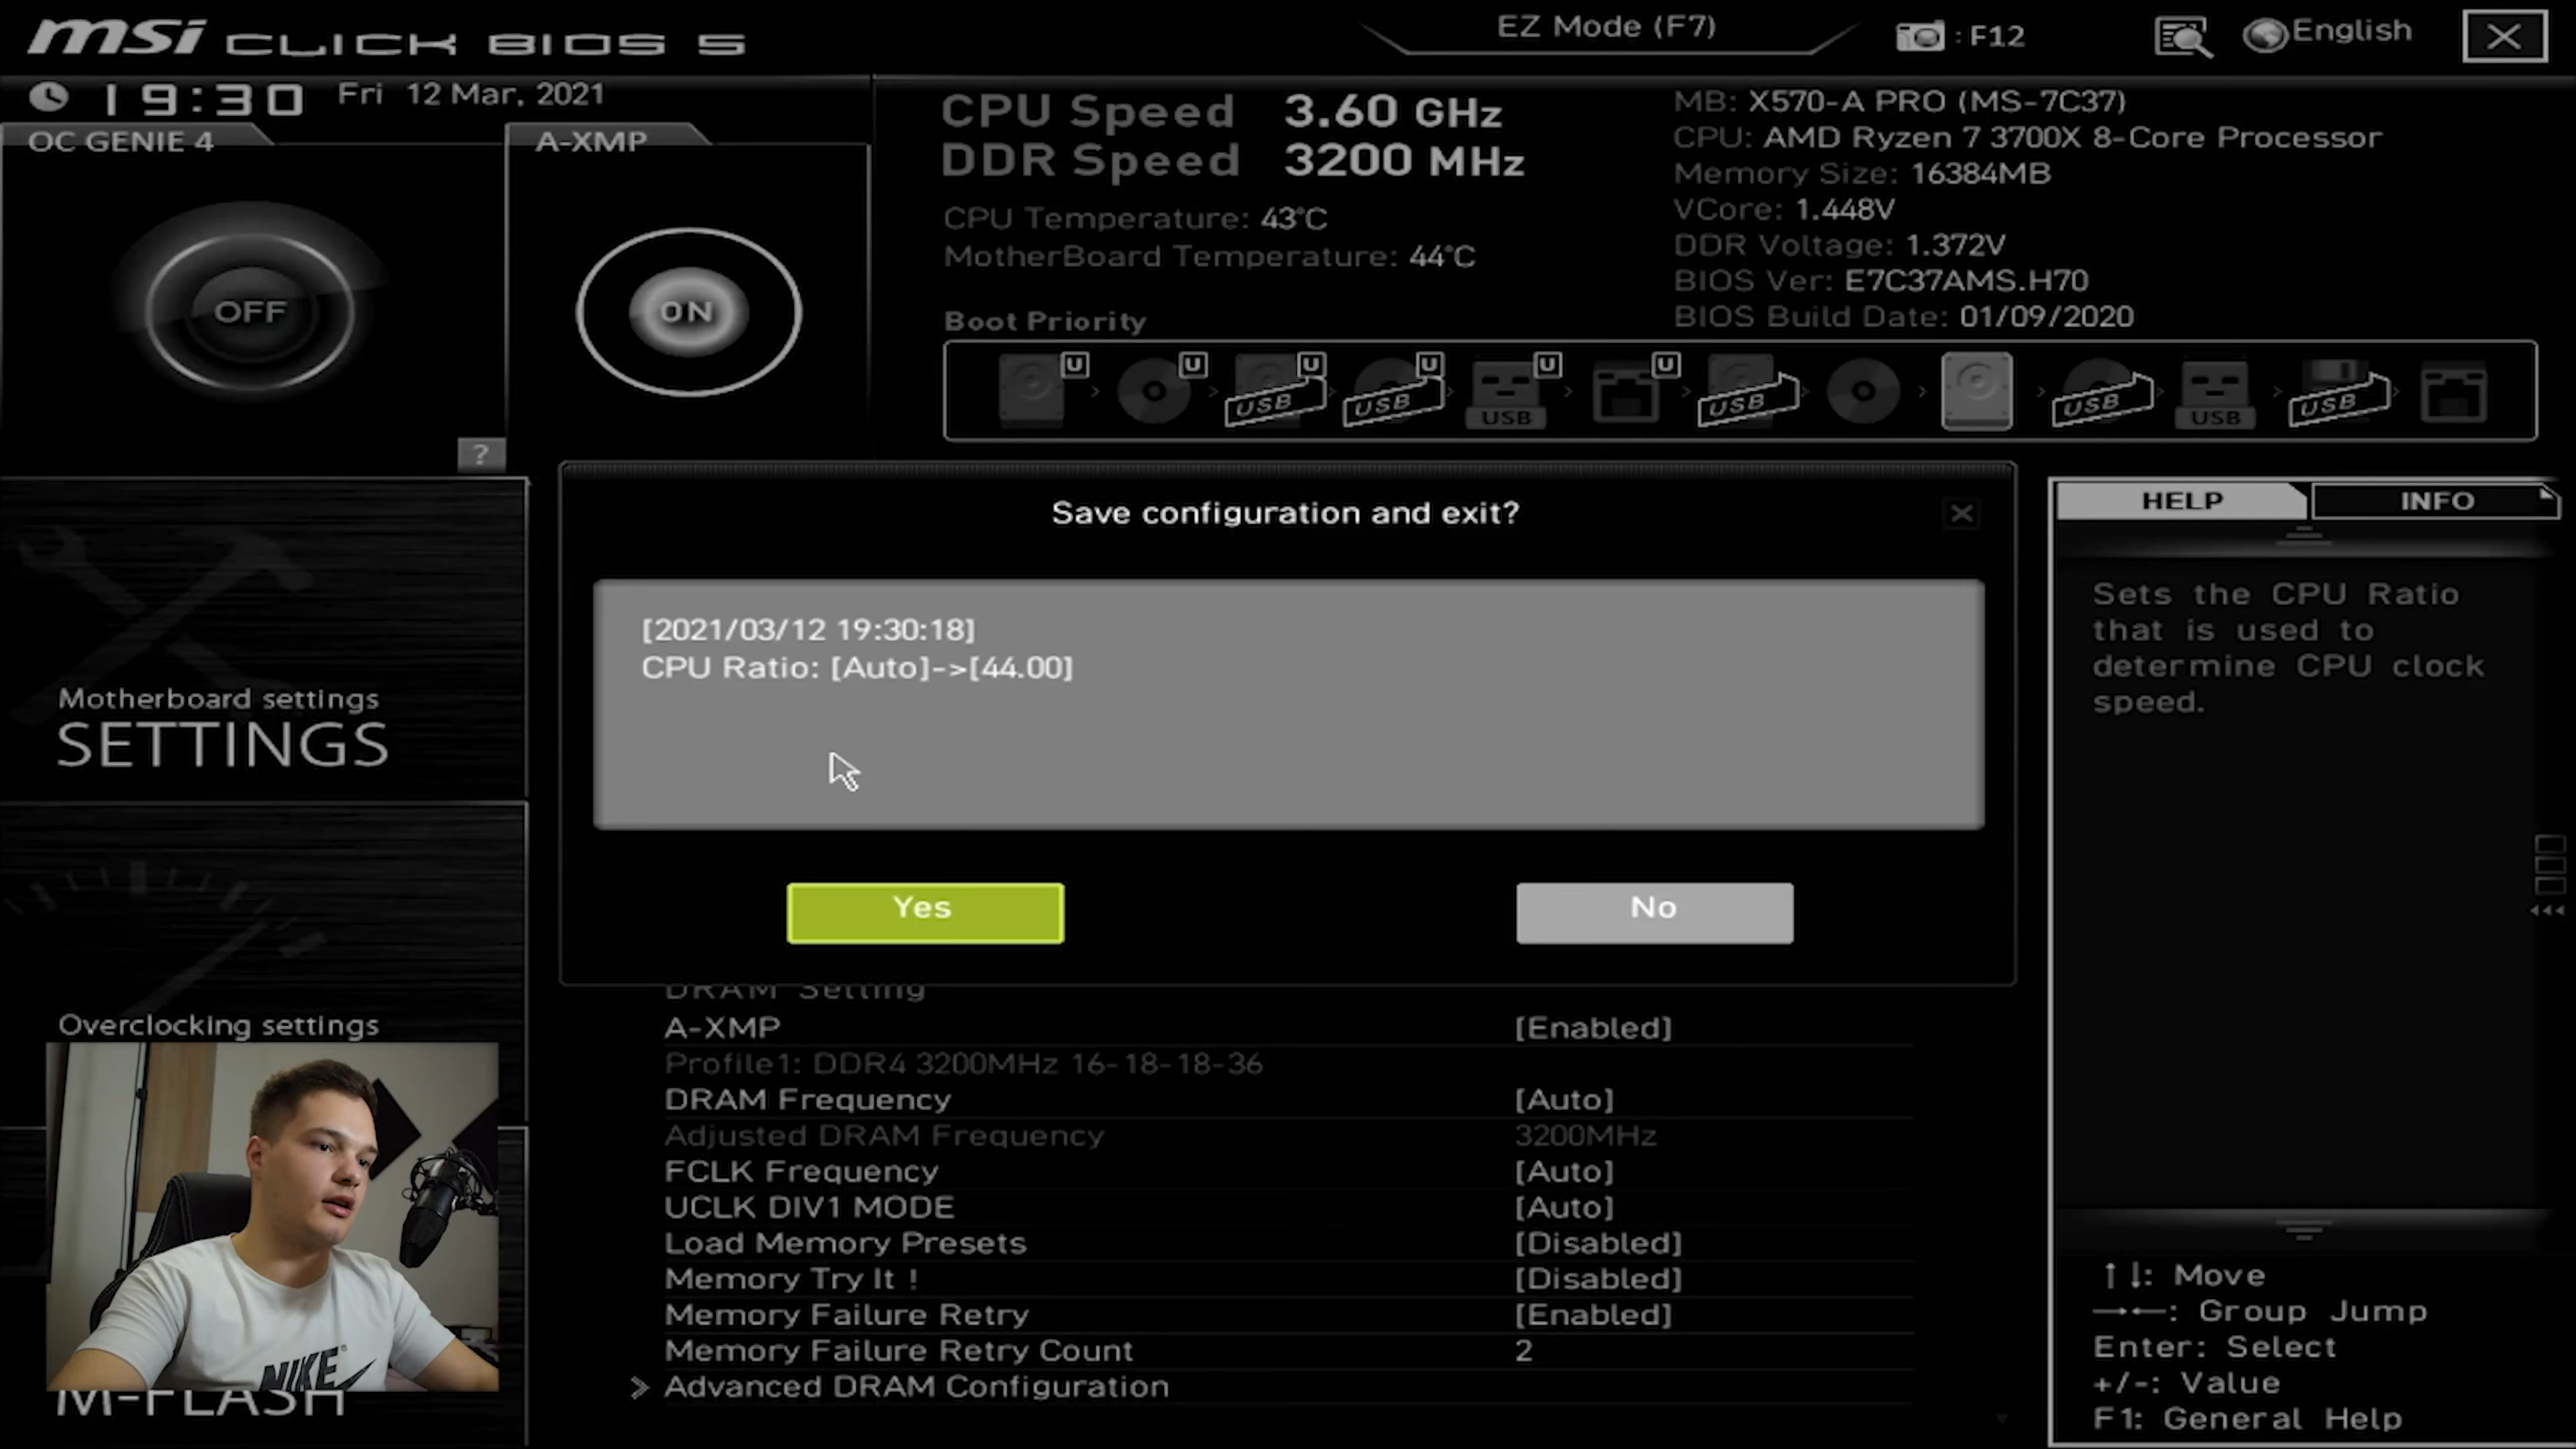 msi CLICK BIOS 5
EZ Mode (F7)
: F12
English
19:30 Fri 12 Mar, 2021
OC GENIE 4
A-XMP
OFF
ON
?
CPU Speed 3.60 GHz
DDR Speed 3200 MHz
CPU Temperature: 43°C
MotherBoard Temperature: 44°C
MB: X570-A PRO (MS-7C37)
CPU: AMD Ryzen 7 3700X 8-Core Processor
Memory Size: 16384MB
VCore: 1.448V
DDR Voltage: 1.372V
BIOS Ver: E7C37AMS.H70
BIOS Build Date: 01/09/2020
Boot Priority
U U U U U U
USB USB USB USB USB USB USB
Motherboard settings
SETTINGS
Overclocking settings
M-FLASH
NIKE
Save configuration and exit?
[2021/03/12 19:30:18]
CPU Ratio: [Auto]->[44.00]
Yes
No
DRAM Setting
A-XMP [Enabled]
Profile1: DDR4 3200MHz 16-18-18-36
DRAM Frequency [Auto]
Adjusted DRAM Frequency 3200MHz
FCLK Frequency [Auto]
UCLK DIV1 MODE [Auto]
Load Memory Presets [Disabled]
Memory Try It ! [Disabled]
Memory Failure Retry [Enabled]
Memory Failure Retry Count 2
> Advanced DRAM Configuration
HELP
INFO
Sets the CPU Ratio
that is used to
determine CPU clock
speed.
↑↓: Move
→←: Group Jump
Enter: Select
+/-: Value
F1: General Help